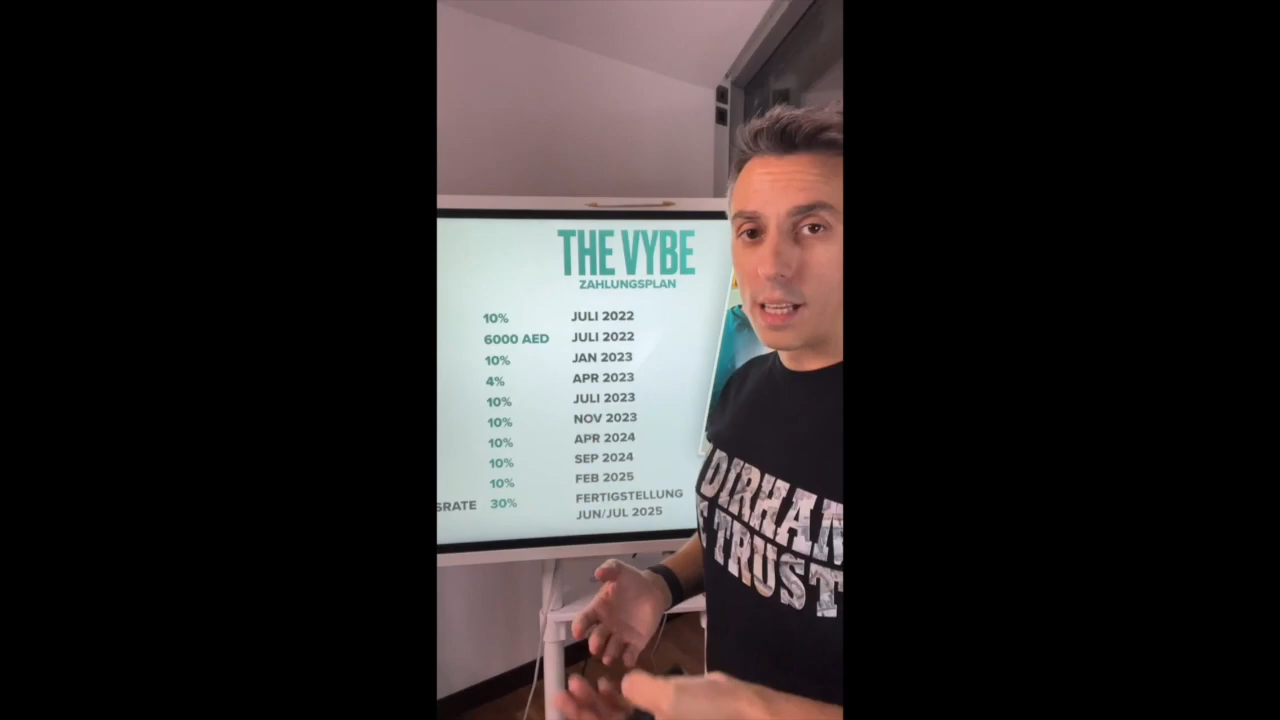 THE VYBE
ZAHLUNGSPLAN
10% JULI 2022
6000 AED JULI 2022
10% JAN 2023
4% APR 2023
10% JULI 2023
10% NOV 2023
10% APR 2024
10% SEP 2024
10% FEB 2025
SRATE 30% FERTIGSTELLUNG
JUN/JUL 2025
DIRHAM
TRUST